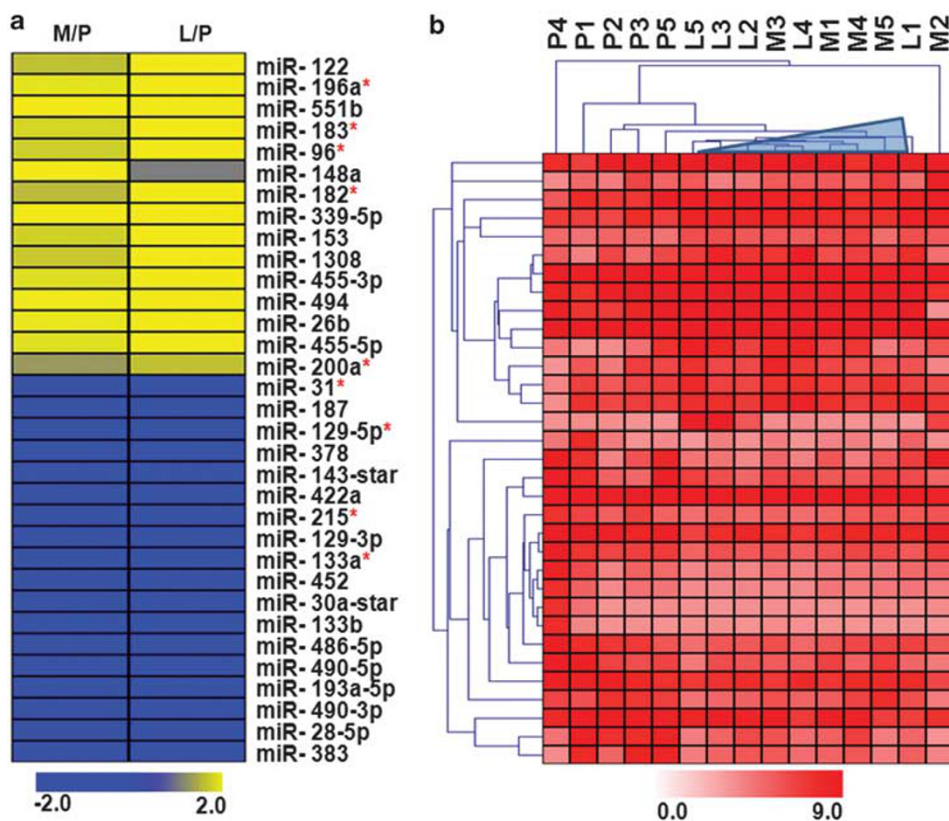 a
M/P L/P
miR- 122
miR- 196a*
miR- 551b
miR- 183*
miR- 96*
miR- 148a
miR- 182*
miR- 339-5p
miR- 153
miR- 1308
miR- 455-3p
miR- 494
miR- 26b
miR- 455-5p
miR- 200a*
miR- 31*
miR- 187
miR- 129-5p*
miR- 378
miR- 143-star
miR- 422a
miR- 215*
miR- 129-3p
miR- 133a*
miR- 452
miR- 30a-star
miR- 133b
miR- 486-5p
miR- 490-5p
miR- 193a-5p
miR- 490-3p
miR- 28-5p
miR- 383
-2.0 2.0
b
P4 P1 P2 P3 P5 L5 L3 L2 M3 L4 M1 M4 M5 L1 M2
0.0 9.0